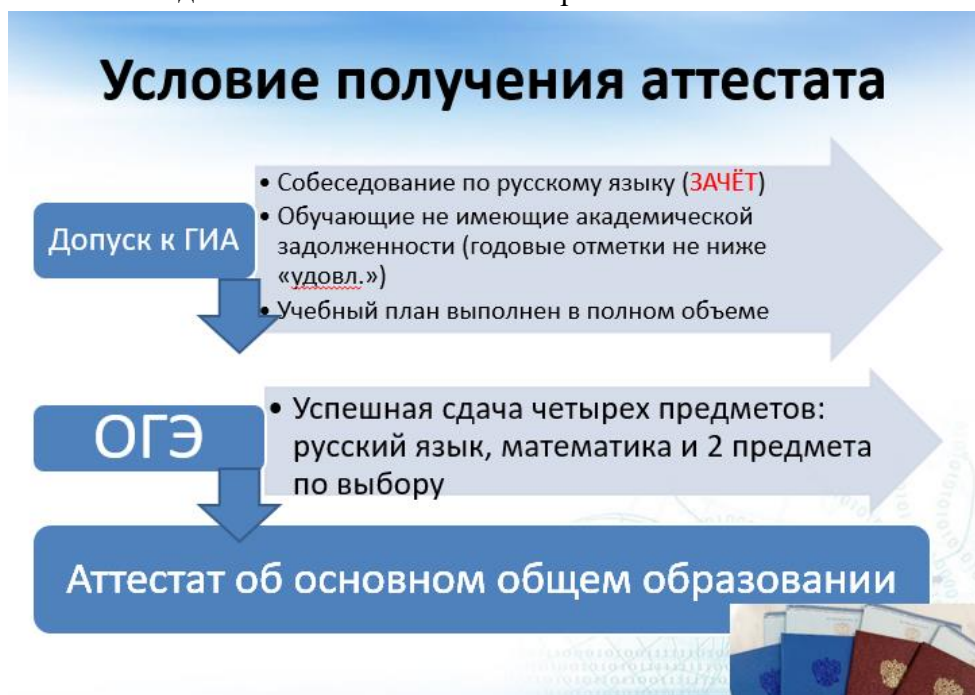 Условие получения аттестата
• Собеседование по русскому языку (ЗАЧЁТ)
Допуск к ГИА
• Обучающие не имеющие академической
задолженности (годовые отметки не ниже
«удовл.»)
• Учебный план выполнен в полном объеме
ОГЭ
• Успешная сдача четырех предметов:
русский язык, математика и 2 предмета
по выбору
Аттестат об основном общем образовании